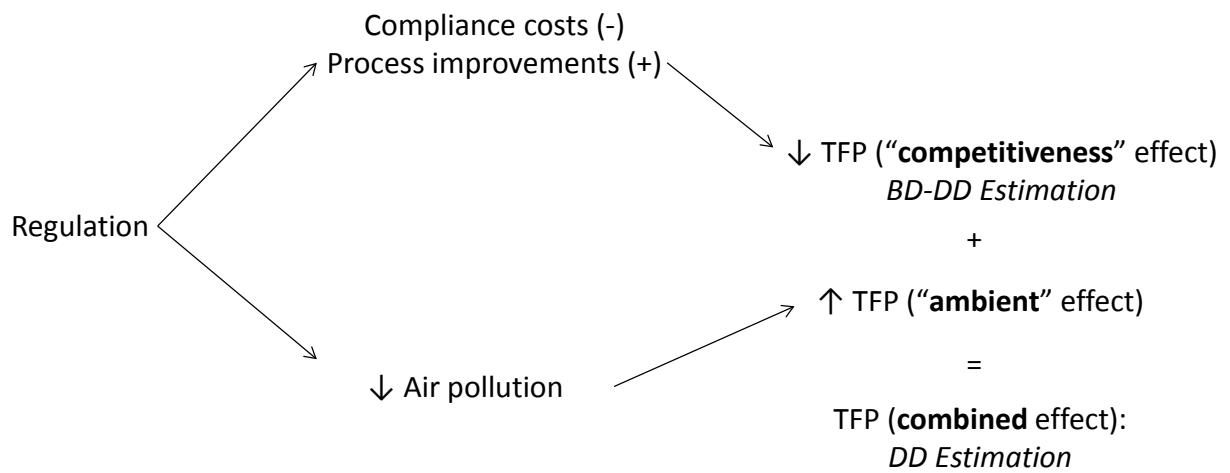 Compliance costs (-)
Process improvements (+)
↓ TFP (“competitiveness” effect)
BD-DD Estimation
Regulation
+
↑ TFP (“ambient” effect)
=
↓ Air pollution
TFP (combined effect):
DD Estimation